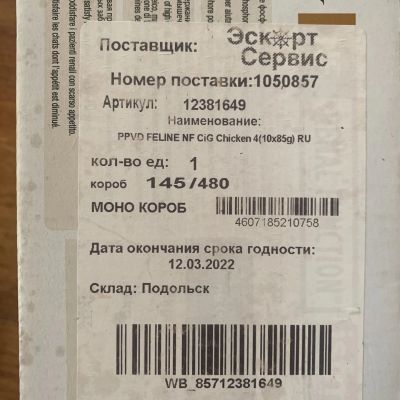 Поставщик: Эскорт Сервис
Номер поставки:1050857
Артикул: 12381649
Наименование:
PPVD FELINE NF CiG Chicken 4(10x85g) RU
кол-во ед: 1
короб 145/480
МОНО КОРОБ
4607185210758
Дата окончания срока годности:
12.03.2022
Склад: Подольск
WB_85712381649